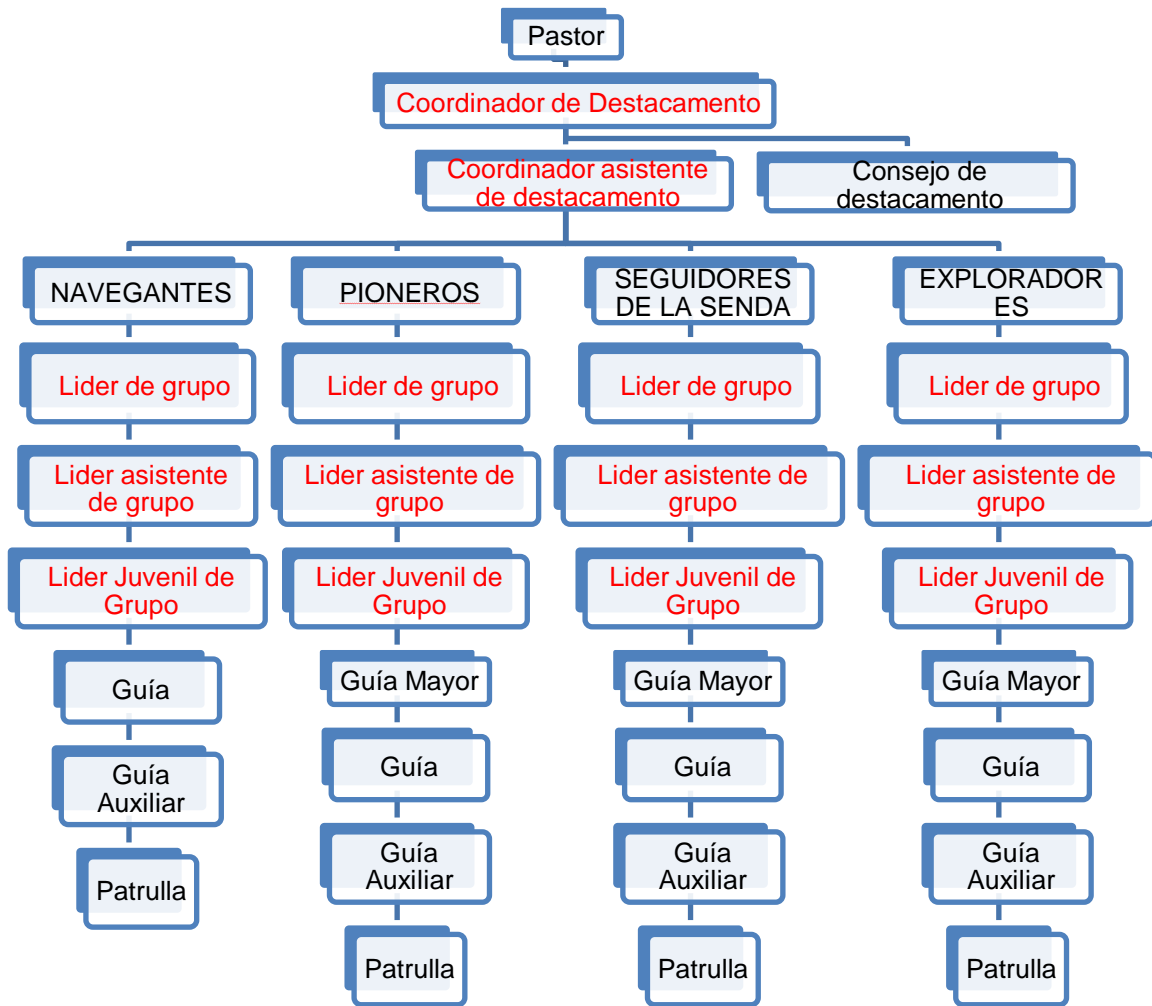 Pastor
Coordinador de Destacamento
Coordinador asistente
de destacamento
Consejo de
destacamento
NAVEGANTES
PIONEROS
SEGUIDORES
DE LA SENDA
EXPLORADOR
ES
Lider de grupo
Lider de grupo
Lider de grupo
Lider de grupo
Lider asistente
de grupo
Lider asistente de
grupo
Lider asistente de
grupo
Lider asistente de
grupo
Lider Juvenil de
Grupo
Lider Juvenil de
Grupo
Lider Juvenil de
Grupo
Lider Juvenil de
Grupo
Guía
Guía Mayor
Guía Mayor
Guía Mayor
Guía
Auxiliar
Guía
Guía
Guía
Patrulla
Guía
Auxiliar
Guía
Auxiliar
Guía
Auxiliar
Patrulla
Patrulla
Patrulla